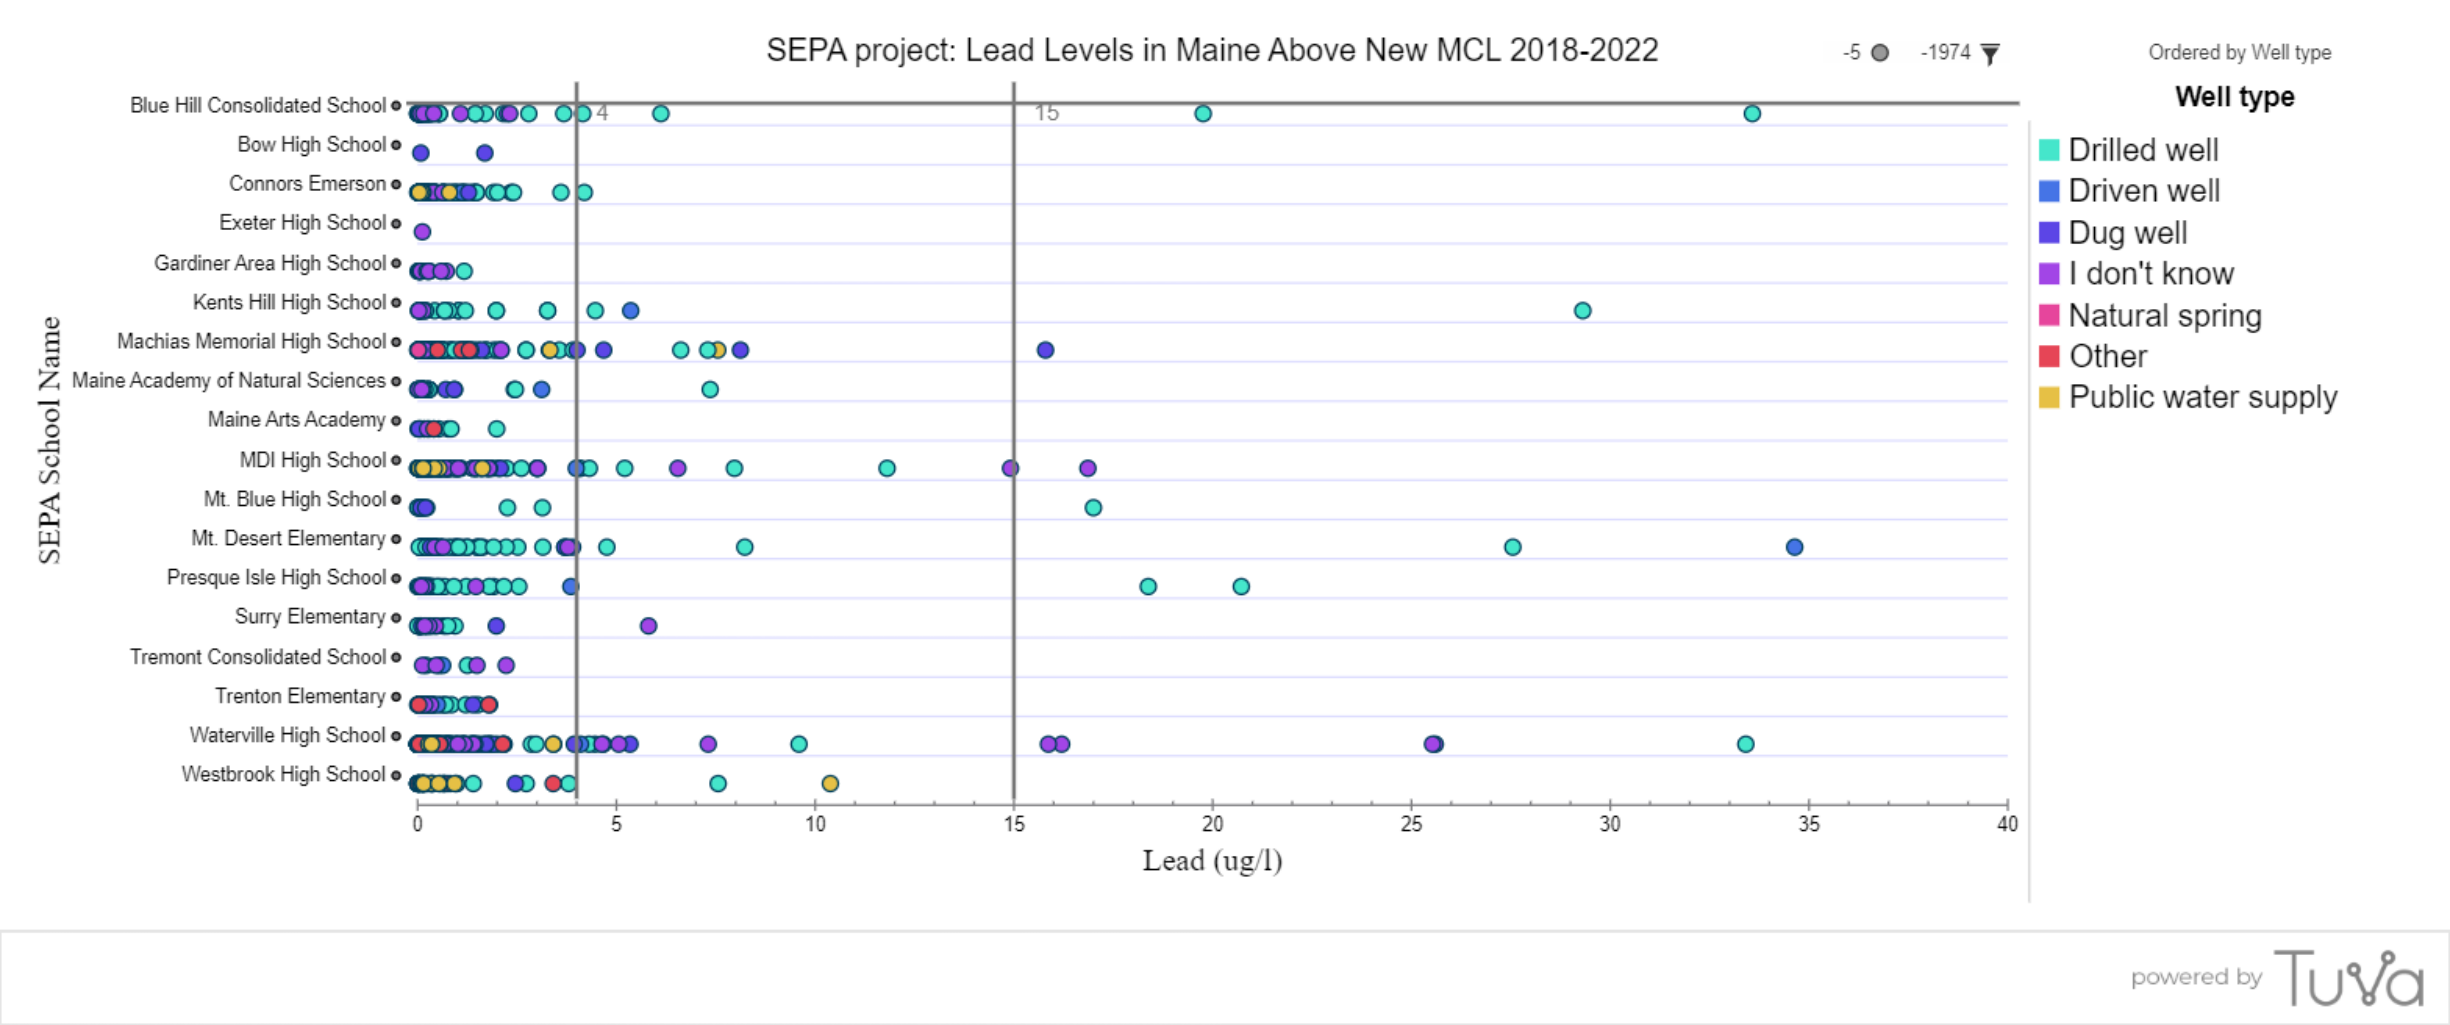 SEPA project: Lead Levels in Maine Above New MCL 2018-2022
-5
-1974
Ordered by Well type
Well type
Drilled well
Driven well
Dug well
I don't know
Natural spring
Other
Public water supply
SEPA School Name
Blue Hill Consolidated School
Bow High School
Connors Emerson
Exeter High School
Gardiner Area High School
Kents Hill High School
Machias Memorial High School
Maine Academy of Natural Sciences
Maine Arts Academy
MDI High School
Mt. Blue High School
Mt. Desert Elementary
Presque Isle High School
Surry Elementary
Tremont Consolidated School
Trenton Elementary
Waterville High School
Westbrook High School
4
15
0 5 10 15 20 25 30 35 40
Lead (ug/l)
powered by Tuva